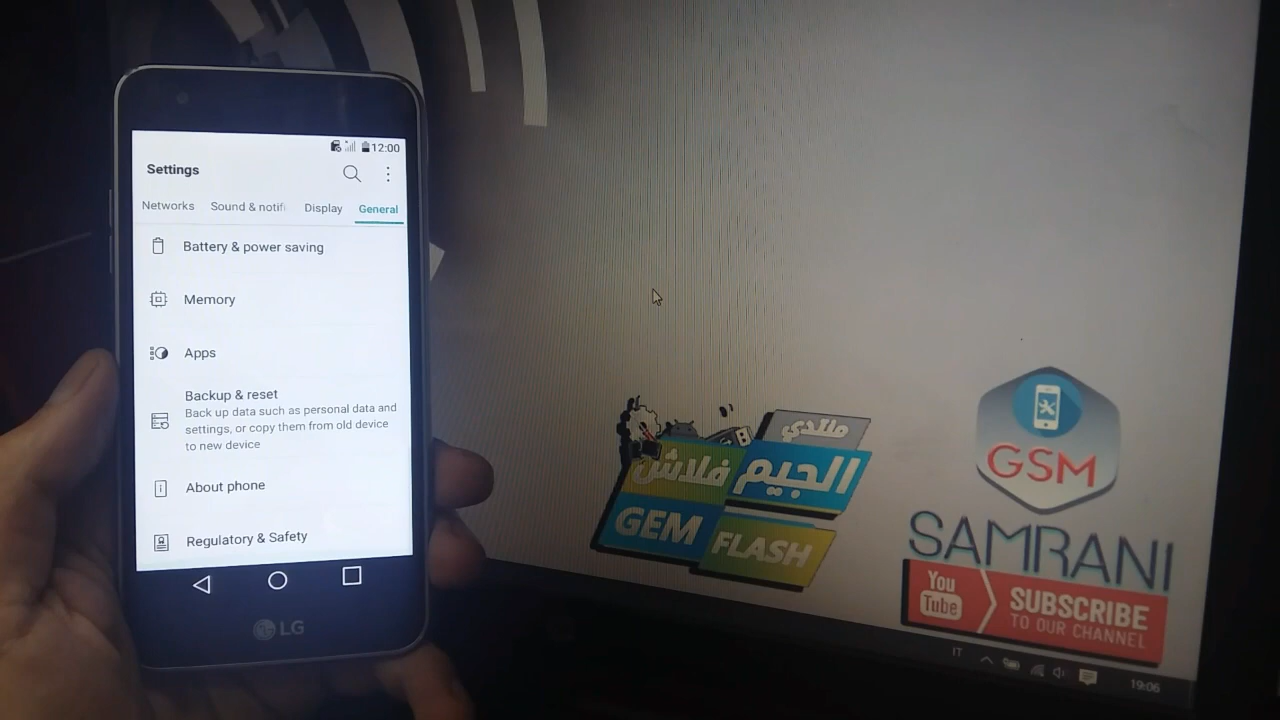 12:00
Settings
Networks
Sound & notifi
Display
General
Battery & power saving
Memory
Apps
Backup & reset
Back up data such as personal data and
settings, or copy them from old device
to new device
About phone
Regulatory & Safety
LG
منتدي
الجيم فلاش
GEM
FLASH
GSM
SAMRANI
You
Tube
SUBSCRIBE
TO OUR CHANNEL
IT
19:06